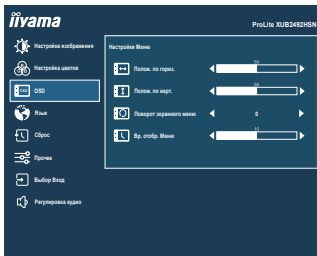 iiyama
ProLite XUB2492HSN
Настройка изображения
Настройка цветов
OSD
Язык
Сброс
Прочее
Выбор Вход
Регулировка аудио
Настройки Меню
Полож. по гориз.
50
Полож. по верт.
50
Поворот экранного меню
0
Вр. отобр. Меню
10